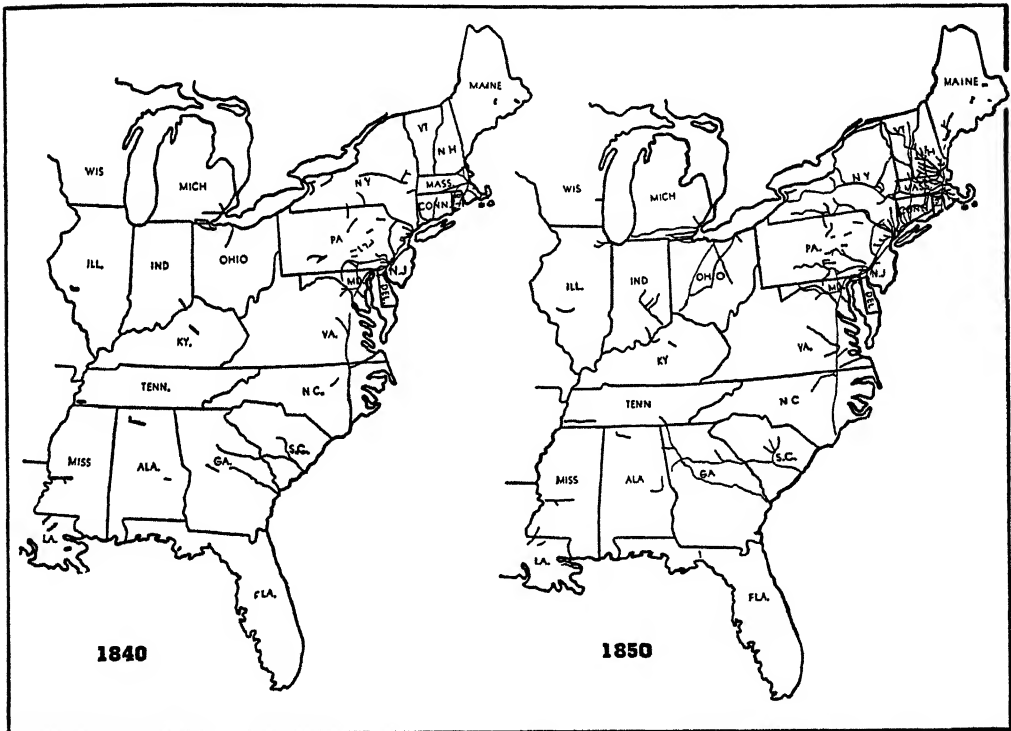 MAINE
VT
N H
WIS
MICH
N Y
MASS.
CONN.
PA
OHIO
ILL.
IND
N.J
MD
DEL
VA.
KY.
TENN.
N C.
S.C.
MISS
ALA.
GA.
LA.
FLA.
1840
MAINE
VT
H
WIS
MICH
N Y
MASS
CONN
PA.
OHIO
ILL.
IND
N.J
MD
DEL
VA.
KY
TENN
N C
S.C.
MISS
ALA
GA
LA.
FLA.
1850